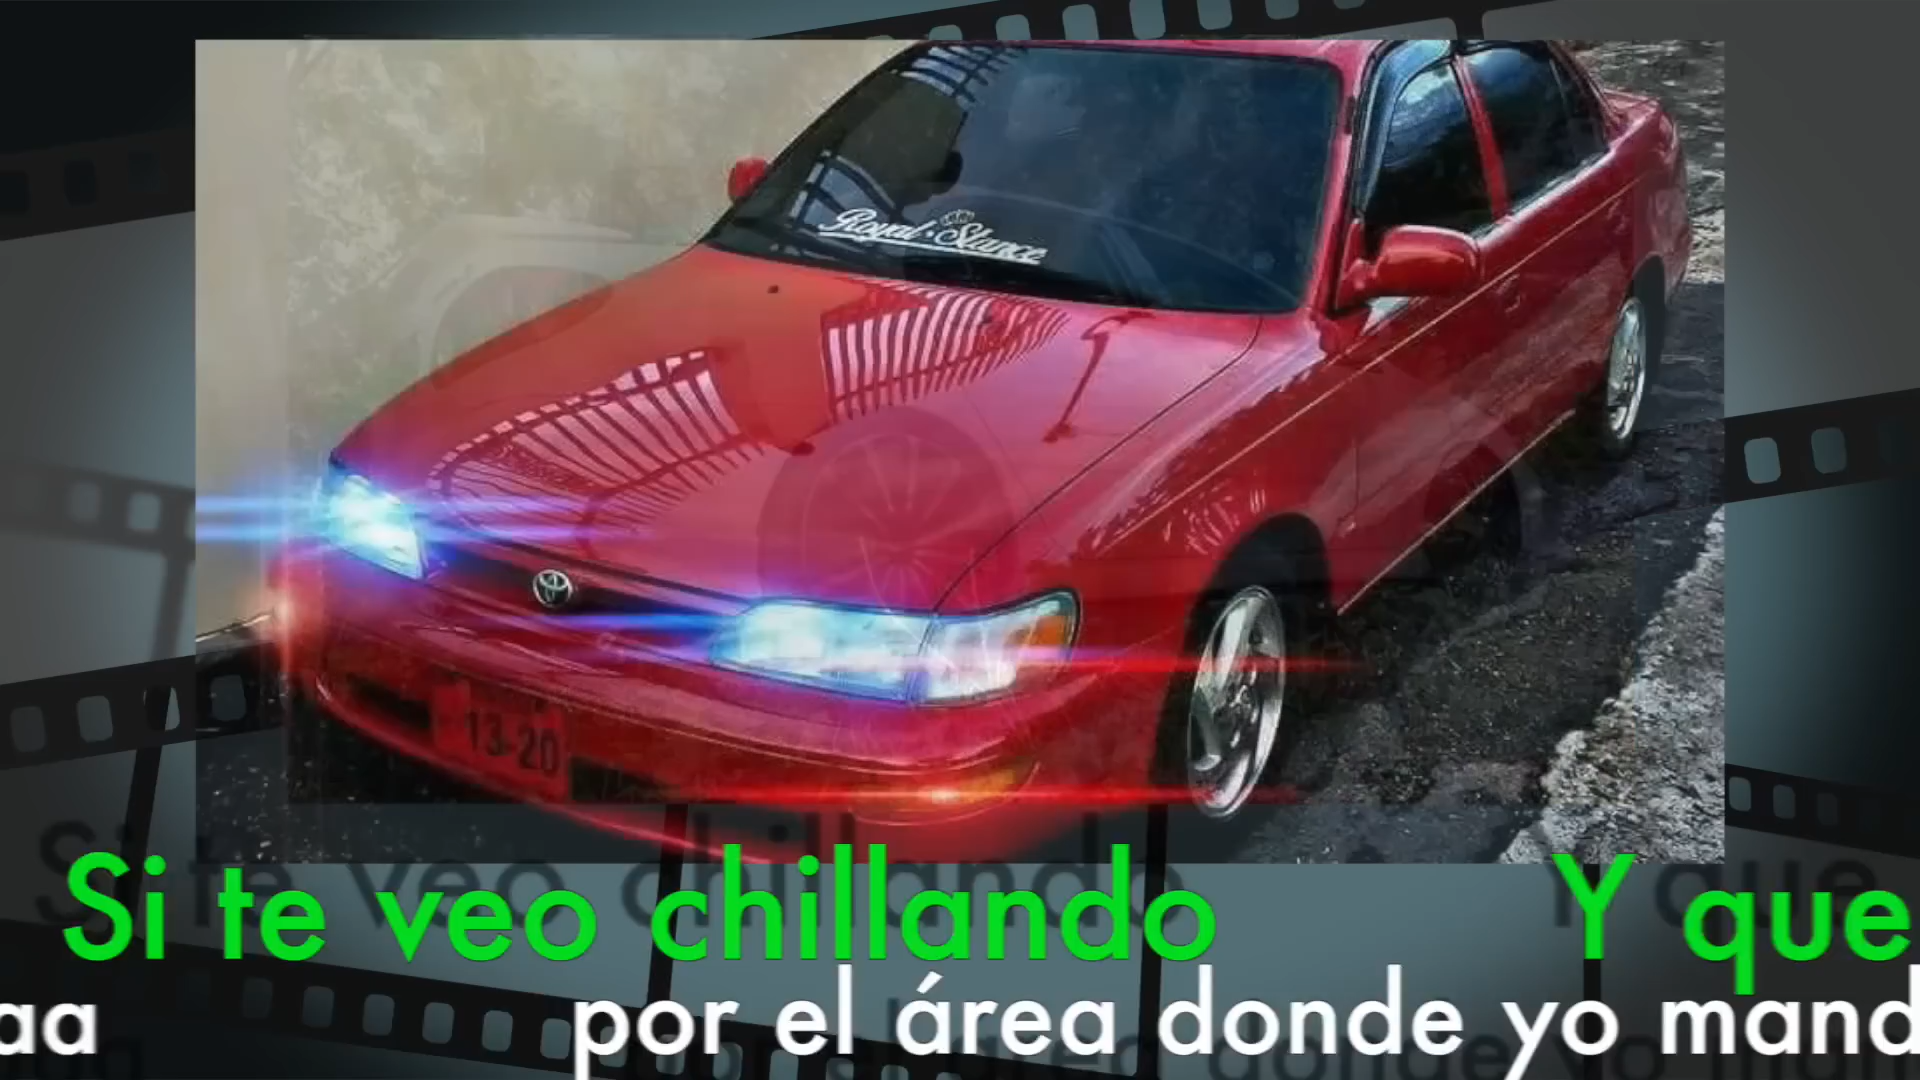 Royal Stance
13-20
Si te veo chillando Y que
aa por el área donde yo mand